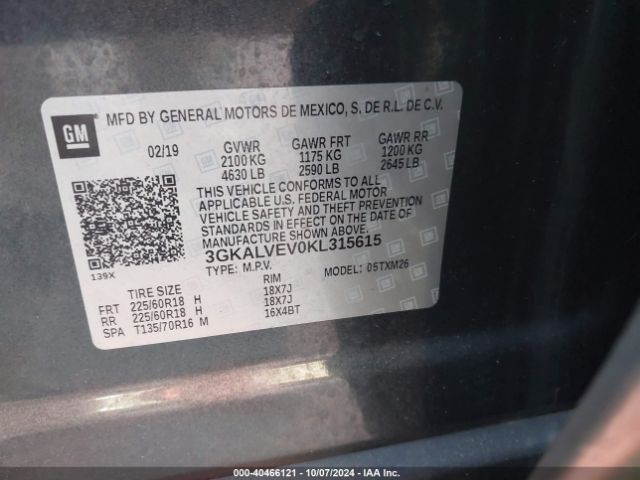 GM
MFD BY GENERAL MOTORS DE MEXICO, S. DE R.L. DE C.V.
02/19 GVWR GAWR FRT GAWR RR
2100 KG 1175 KG 1200 KG
4630 LB 2590 LB 2645 LB
THIS VEHICLE CONFORMS TO ALL
APPLICABLE U.S. FEDERAL MOTOR
VEHICLE SAFETY AND THEFT PREVENTION
STANDARDS IN EFFECT ON THE DATE OF
MANUFACTURE SHOWN ABOVE.
3GKALVEV0KL315615
139X
TYPE: M.P.V. MODEL: 05TXM26
TIRE SIZE RIM
FRT 225/60R18 H 18X7J
RR 225/60R18 H 18X7J
SPA T135/70R16 M 16X4BT
000-40466121 - 10/07/2024 - IAA Inc.